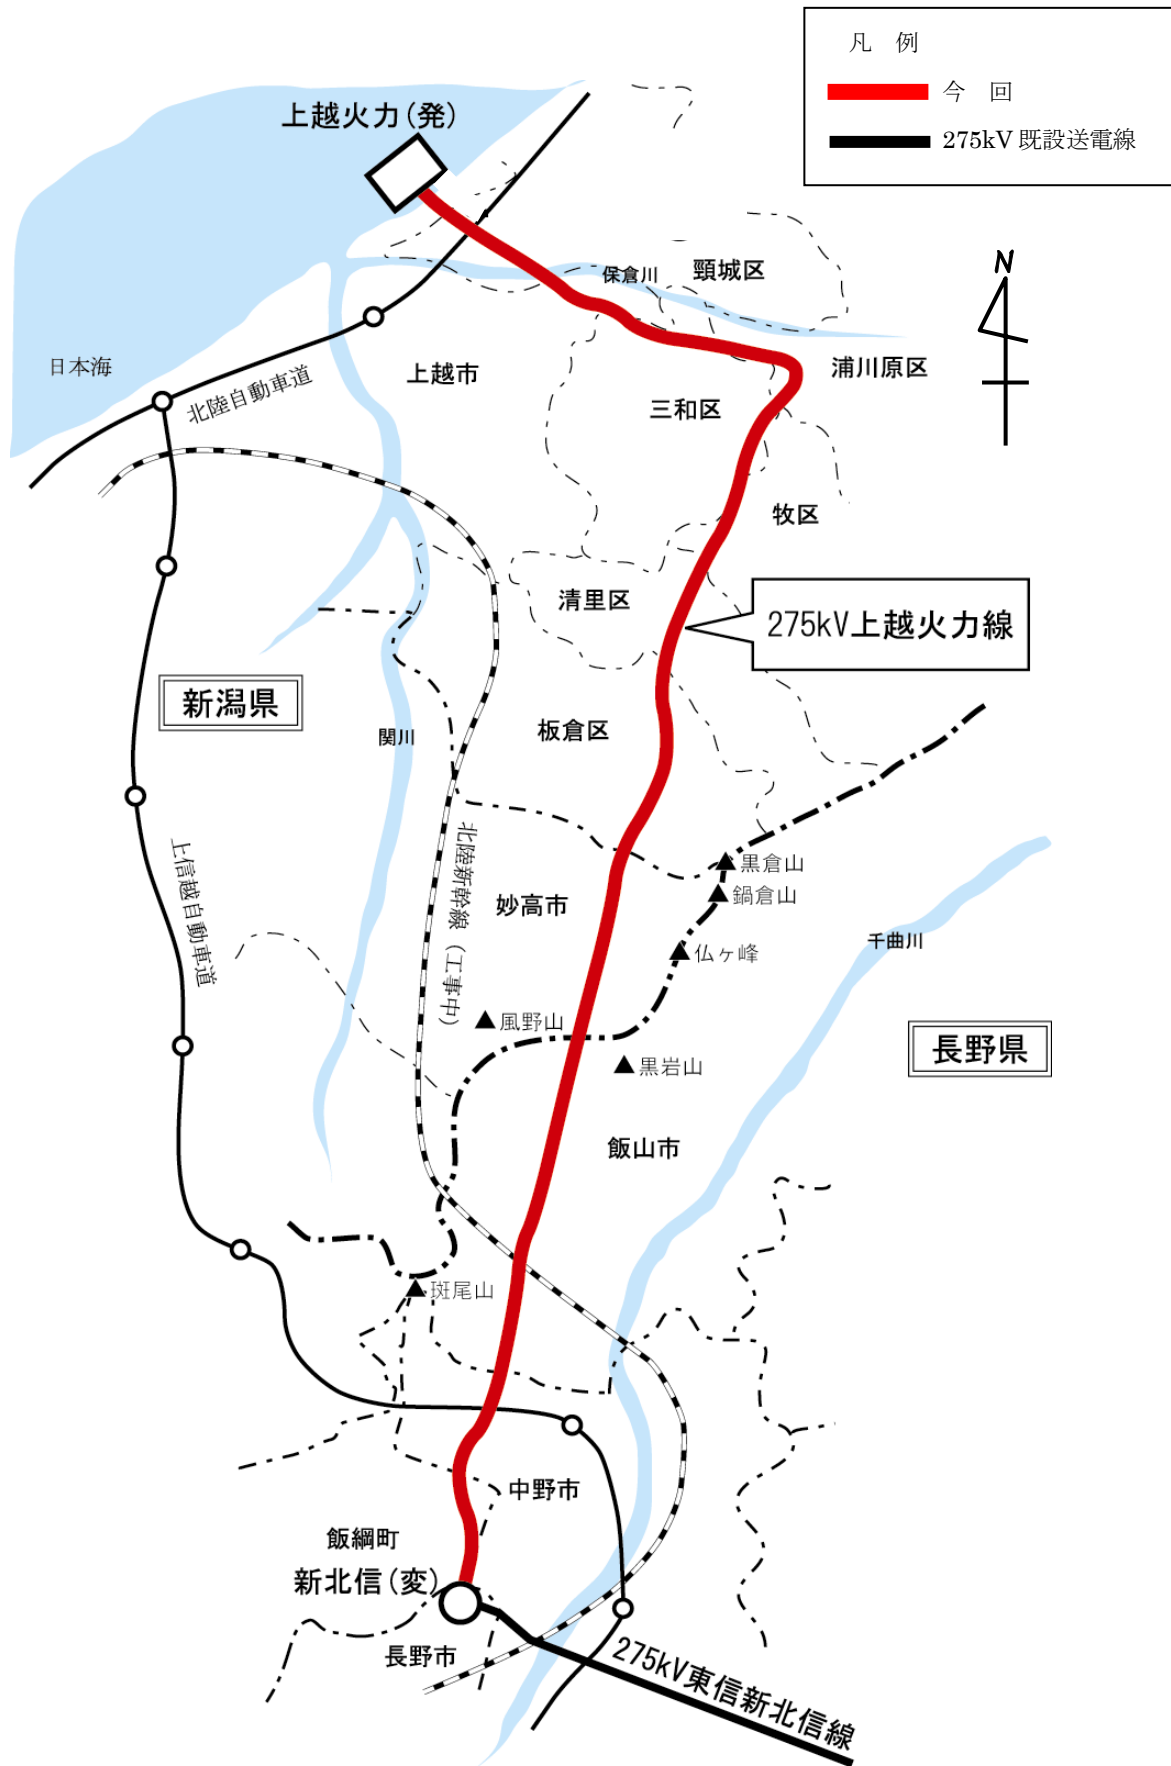 凡 例
今 回
275kV 既設送電線
上越火力(発)
N
保倉川
頸城区
日本海
北陸自動車道
上越市
浦川原区
三和区
牧区
清里区
275kV上越火力線
新潟県
関川
板倉区
上信越自動車道
北陸新幹線(工事中)
黒倉山
鍋倉山
妙高市
仏ヶ峰
千曲川
風野山
長野県
黒岩山
飯山市
斑尾山
中野市
飯綱町
新北信(変)
長野市
275kV東信新北信線